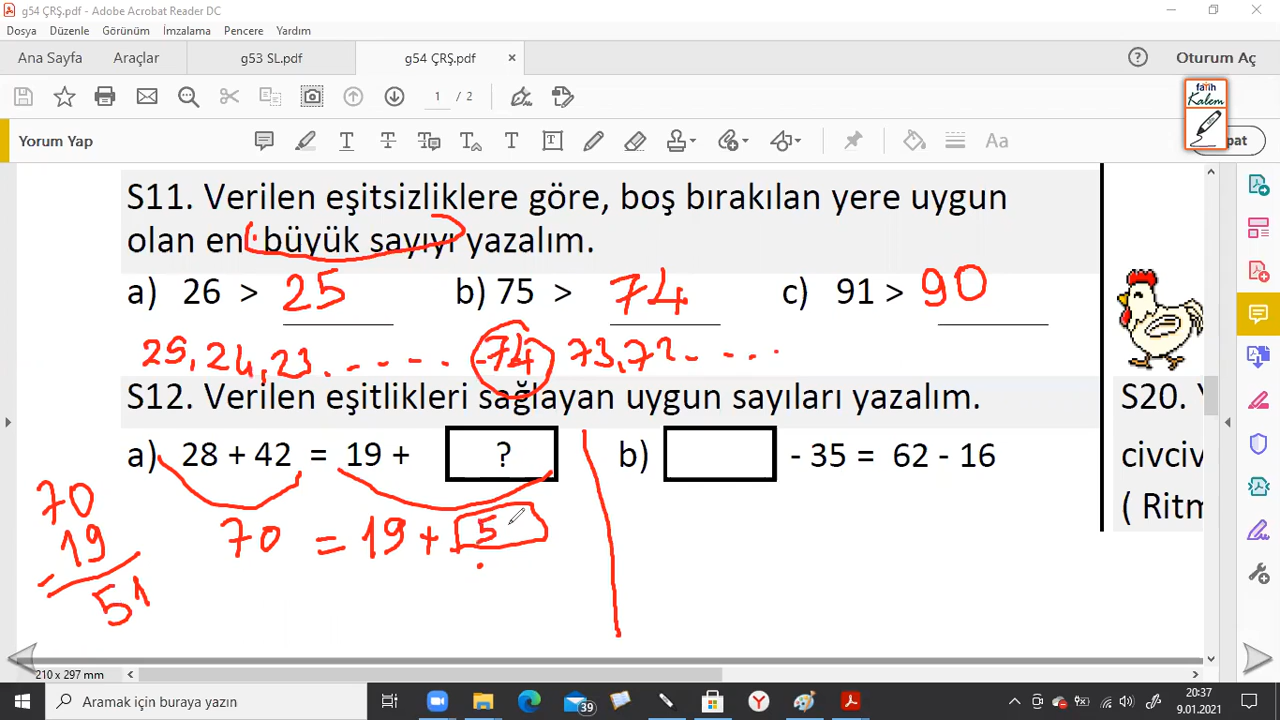 g54 ÇRŞ.pdf - Adobe Acrobat Reader DC
Dosya Düzenle Görünüm İmzalama Pencere Yardım
Ana Sayfa Araçlar g53 SL.pdf g54 ÇRŞ.pdf × ? Oturum Aç
1 / 2
fatih
Kalem
Yorum Yap Aa pat
S11. Verilen eşitsizliklere göre, boş bırakılan yere uygun
olan en büyük sayıyı yazalım.
a) 26 > 25 b) 75 > 74 c) 91 > 90
25, 24, 23 . - - - - - - 74 73, 72 - - - - .
S12. Verilen eşitlikleri sağlayan uygun sayıları yazalım.
a) 28 + 42 = 19 + ? b) - 35 = 62 - 16
70 = 19 + 5
70
19
- 51
S20. Y
civciv
( Ritm
210 x 297 mm
Aramak için buraya yazın 39 20:37
9.01.2021